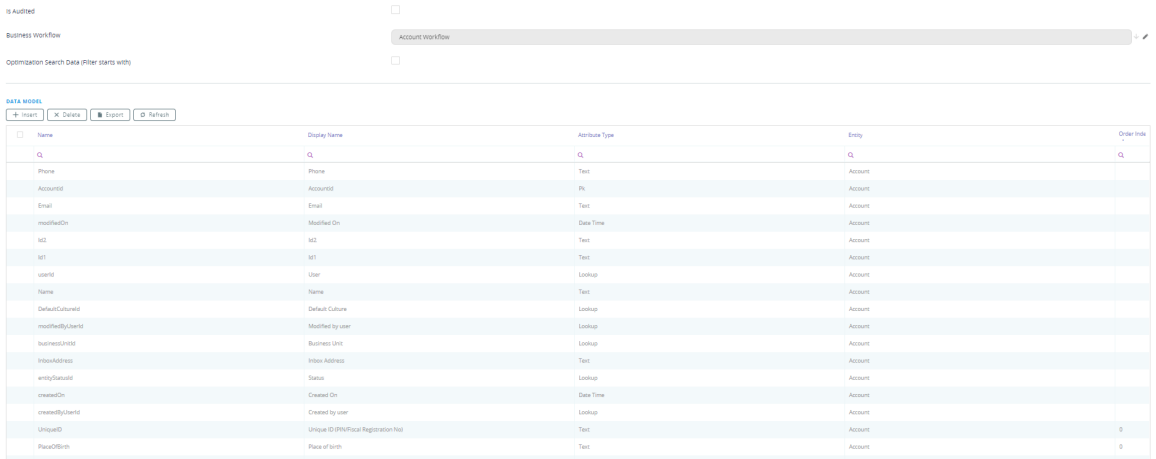 Is Audited
Business Workflow
Account Workflow
Optimization Search Data (Filter starts with)
DATA MODEL
Insert Delete Export Refresh
Name Display Name Attribute Type Entity Order Inde
Phone Phone Text Account
AccountId AccountId Pk Account
Email Email Text Account
modifiedOn Modified On Date Time Account
Id2 Id2 Text Account
Id1 Id1 Text Account
userId User Lookup Account
Name Name Text Account
DefaultCultureId Default Culture Lookup Account
modifiedByUserId Modified by user Lookup Account
businessUnitId Business Unit Lookup Account
InboxAddress Inbox Address Text Account
entityStatusId Status Lookup Account
createdOn Created On Date Time Account
createdByUserId Created by user Lookup Account
UniqueID Unique ID (PIN/Fiscal Registration No) Text Account 0
PlaceOfBirth Place of birth Text Account 0